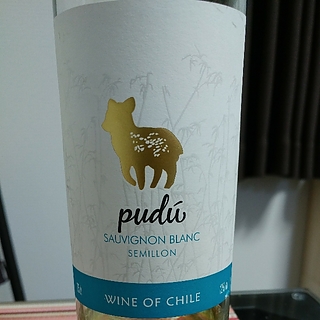 pudú
SAUVIGNON BLANC
SEMILLON
WINE OF CHILE